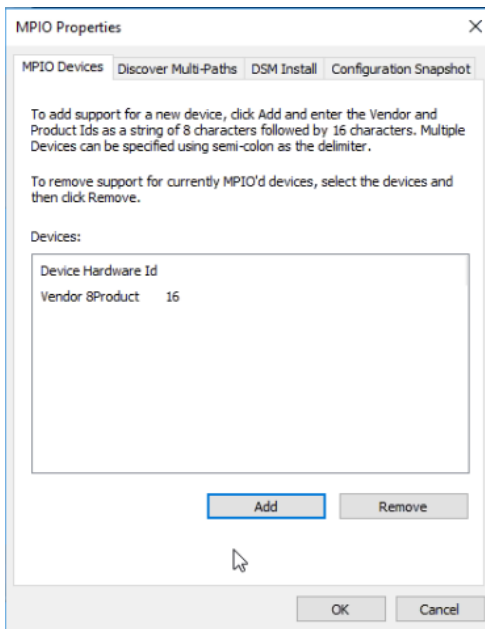 MPIO Properties
MPIO Devices
Discover Multi-Paths
DSM Install
Configuration Snapshot
To add support for a new device, click Add and enter the Vendor and
Product Ids as a string of 8 characters followed by 16 characters. Multiple
Devices can be specified using semi-colon as the delimiter.
To remove support for currently MPIO'd devices, select the devices and
then click Remove.
Devices:
Device Hardware Id
Vendor 8Product 16
Add
Remove
OK
Cancel